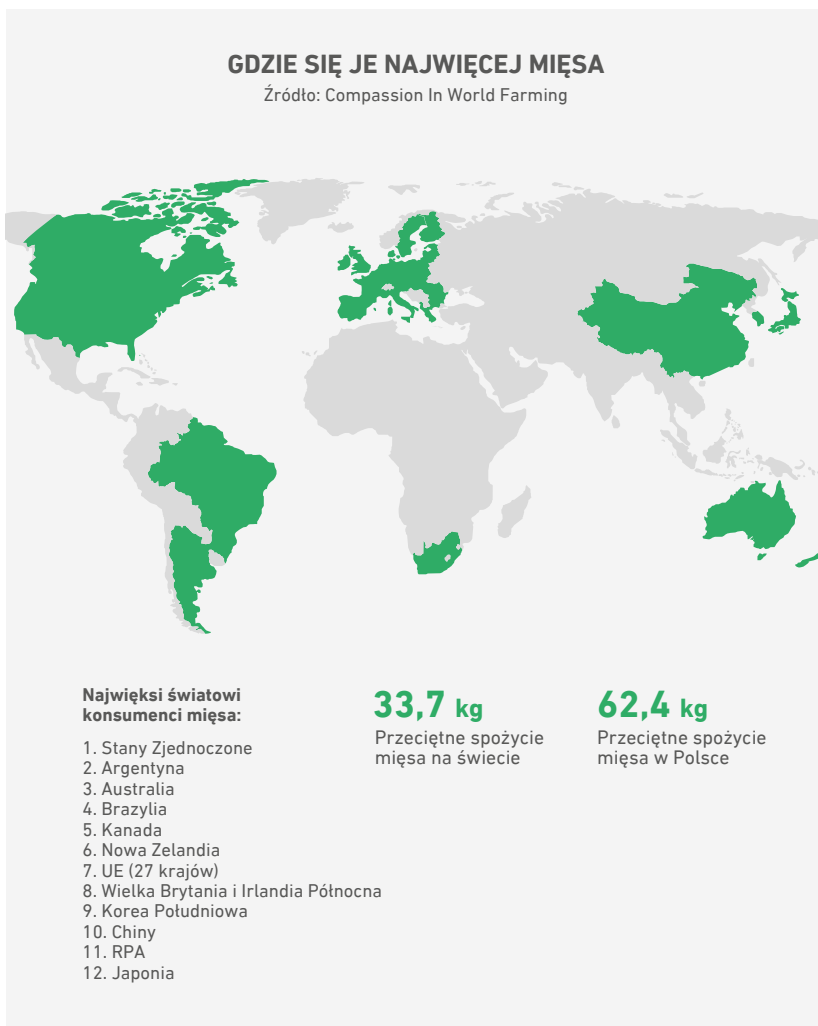 GDZIE SIĘ JE NAJWIĘCEJ MIĘSA
Źródło: Compassion In World Farming
Najwięksi światowi
konsumenci mięsa:
1. Stany Zjednoczone
2. Argentyna
3. Australia
4. Brazylia
5. Kanada
6. Nowa Zelandia
7. UE (27 krajów)
8. Wielka Brytania i Irlandia Północna
9. Korea Południowa
10. Chiny
11. RPA
12. Japonia
33,7 kg
Przeciętne spożycie
mięsa na świecie
62,4 kg
Przeciętne spożycie
mięsa w Polsce